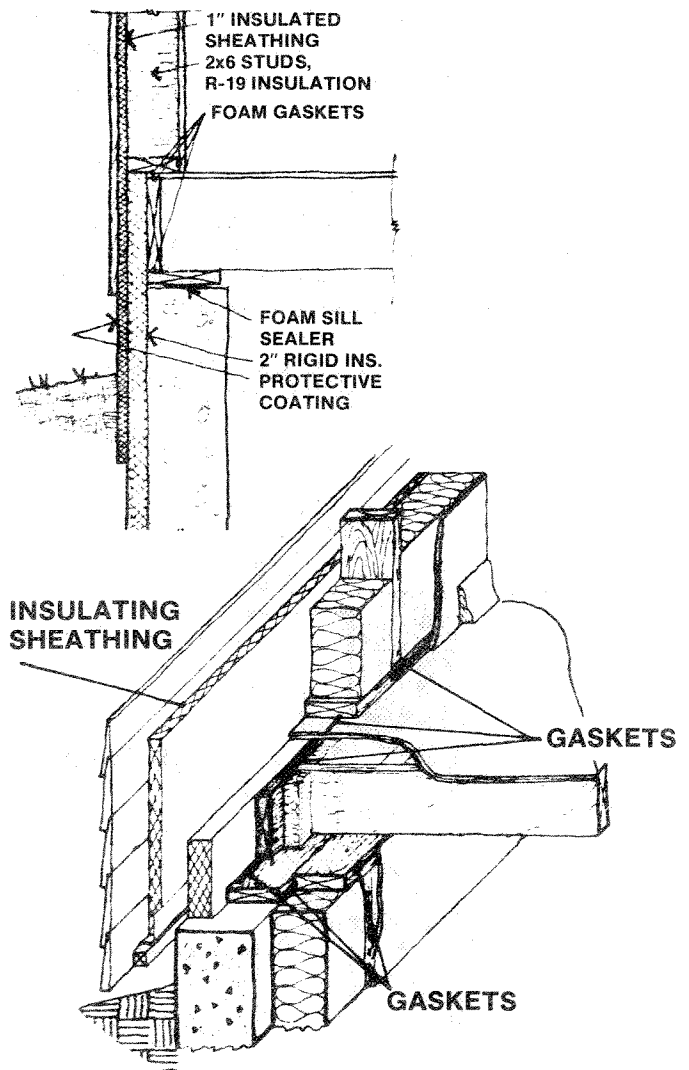 1" INSULATED
SHEATHING
2x6 STUDS,
R-19 INSULATION
FOAM GASKETS
FOAM SILL
SEALER
2" RIGID INS.
PROTECTIVE
COATING
INSULATING
SHEATHING
GASKETS
GASKETS